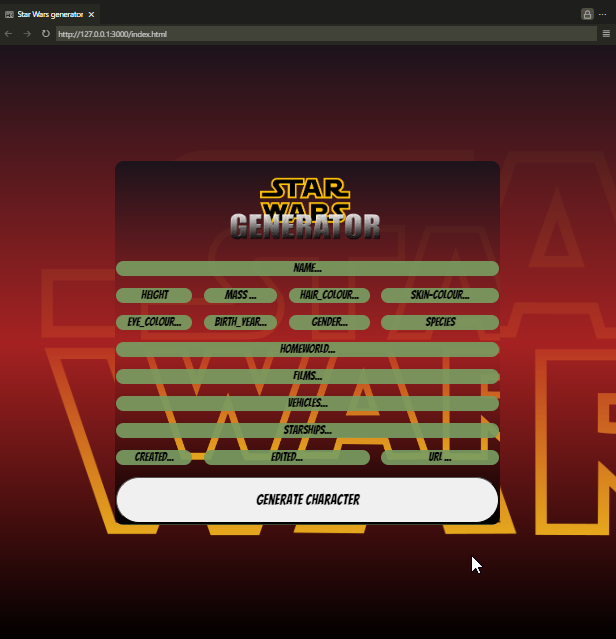 Star Wars generator
http://127.0.0.1:3000/index.html
STAR
WARS
GENERATOR
NAME...
HEIGHT MASS ... HAIR_COLOUR... SKIN-COLOUR...
EYE_COLOUR... BIRTH_YEAR... GENDER... SPECIES
HOMEWORLD...
FILMS...
VEHICLES...
STARSHIPS...
CREATED... EDITED... URL ...
GENERATE CHARACTER